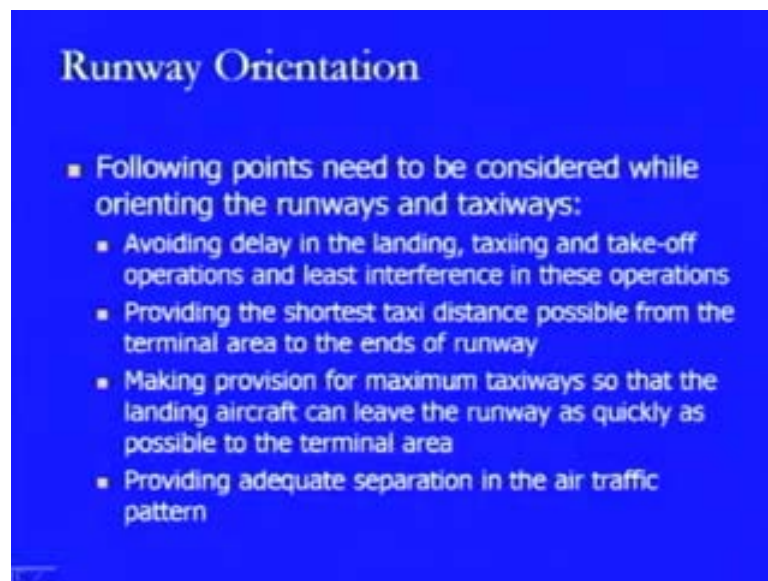 Runway Orientation
Following points need to be considered while
orienting the runways and taxiways:
Avoiding delay in the landing, taxiing and take-off
operations and least interference in these operations
Providing the shortest taxi distance possible from the
terminal area to the ends of runway
Making provision for maximum taxiways so that the
landing aircraft can leave the runway as quickly as
possible to the terminal area
Providing adequate separation in the air traffic
pattern